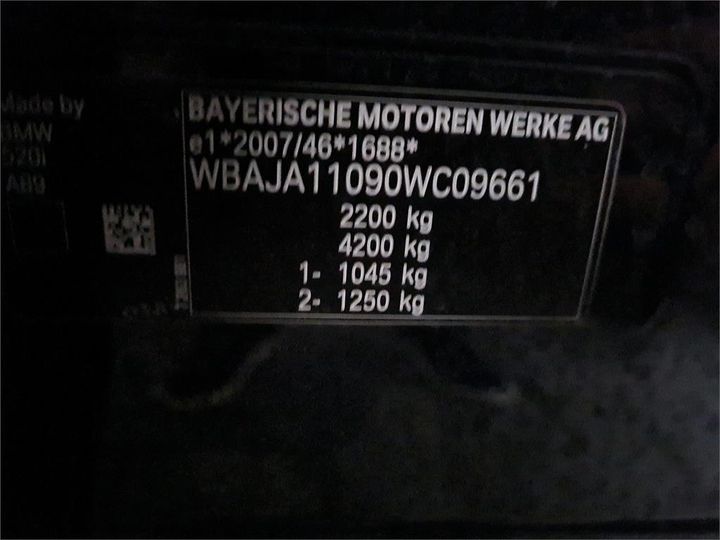 Made by
BMW
520i
A89
BAYERISCHE MOTOREN WERKE AG
e1*2007/46*1688*
WBAJA11090WC09661
2200 kg
4200 kg
1- 1045 kg
2- 1250 kg